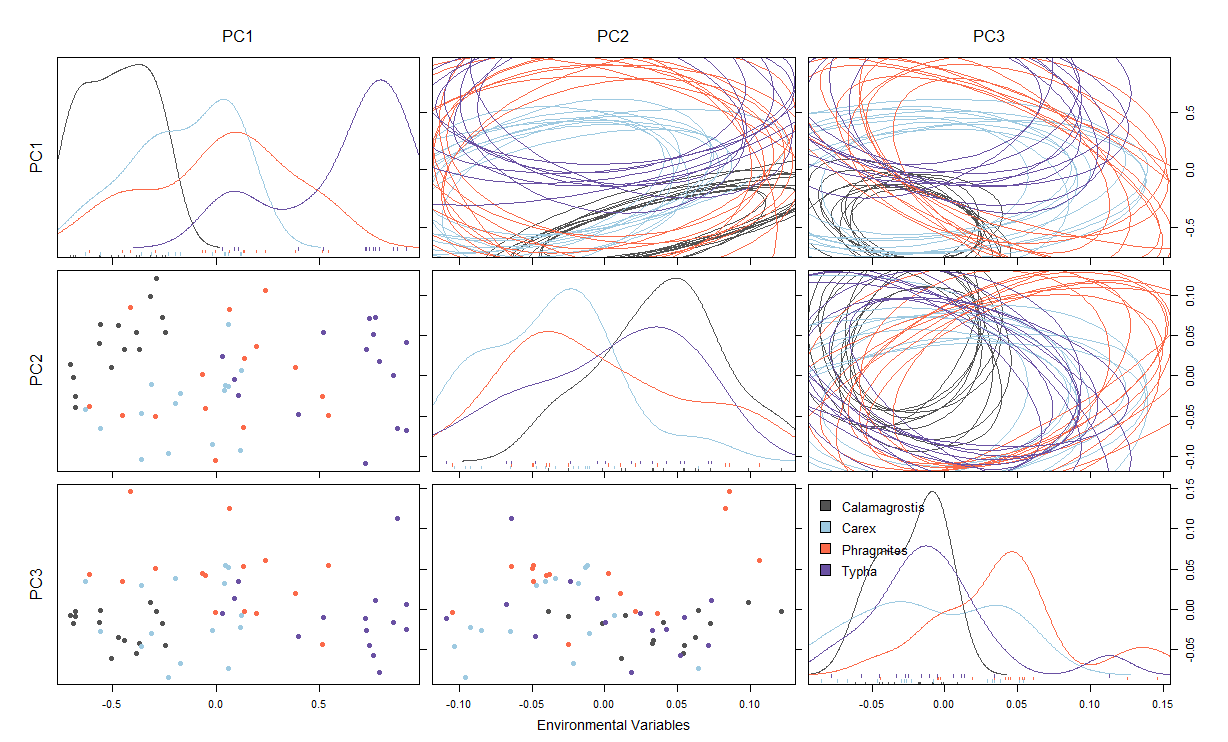 PC1 PC2 PC3
PC1
0.5
0.0
-0.5
PC2
0.10
0.05
0.00
-0.05
-0.10
PC3
Calamagrostis
Carex
Phragmites
Typha
0.15
0.10
0.05
0.00
-0.05
-0.5 0.0 0.5 -0.10 -0.05 0.00 0.05 0.10 -0.05 0.00 0.05 0.10 0.15
Environmental Variables